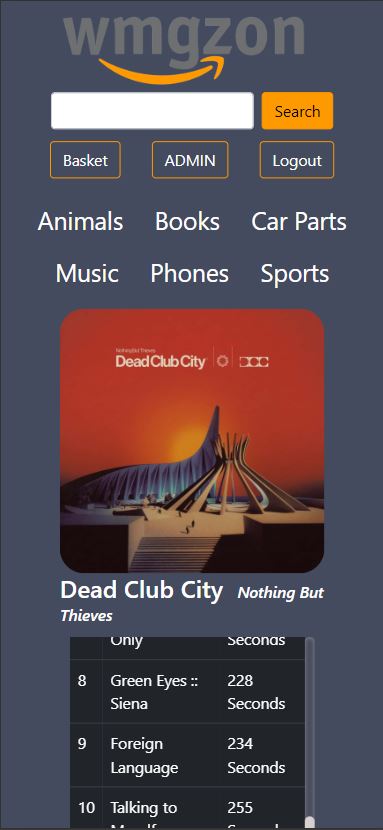 wmgzon
Search
Basket ADMIN Logout
Animals Books Car Parts
Music Phones Sports
Nothing But Thieves
Dead Club City
Dead Club City Nothing But
Thieves
Only Seconds
8 Green Eyes :: 228
Siena Seconds
9 Foreign 234
Language Seconds
10 Talking to 255